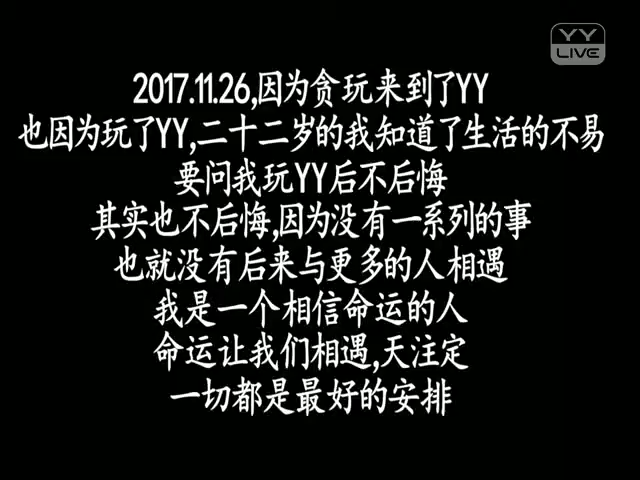 YY
LIVE
2017.11.26,因为贪玩来到了YY
也因为玩了YY,二十二岁的我知道了生活的不易
要问我玩YY后不后悔
其实也不后悔,因为没有一系列的事
也就没有后来与更多的人相遇
我是一个相信命运的人
命运让我们相遇,天注定
一切都是最好的安排